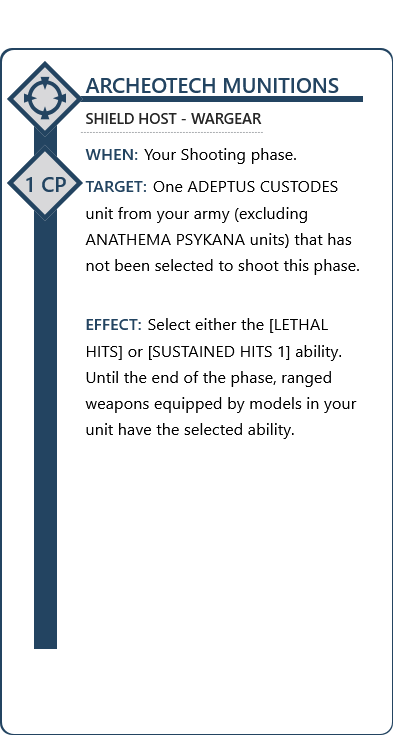 ARCHEOTECH MUNITIONS
SHIELD HOST - WARGEAR
WHEN: Your Shooting phase.
1 CP
TARGET: One ADEPTUS CUSTODES
unit from your army (excluding
ANATHEMA PSYKANA units) that has
not been selected to shoot this phase.
EFFECT: Select either the [LETHAL
HITS] or [SUSTAINED HITS 1] ability.
Until the end of the phase, ranged
weapons equipped by models in your
unit have the selected ability.